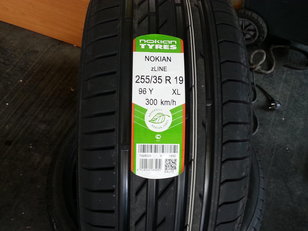 nokian
TYRES
NOKIAN
zLINE
255/35 R 19
96 Y XL
300 km/h